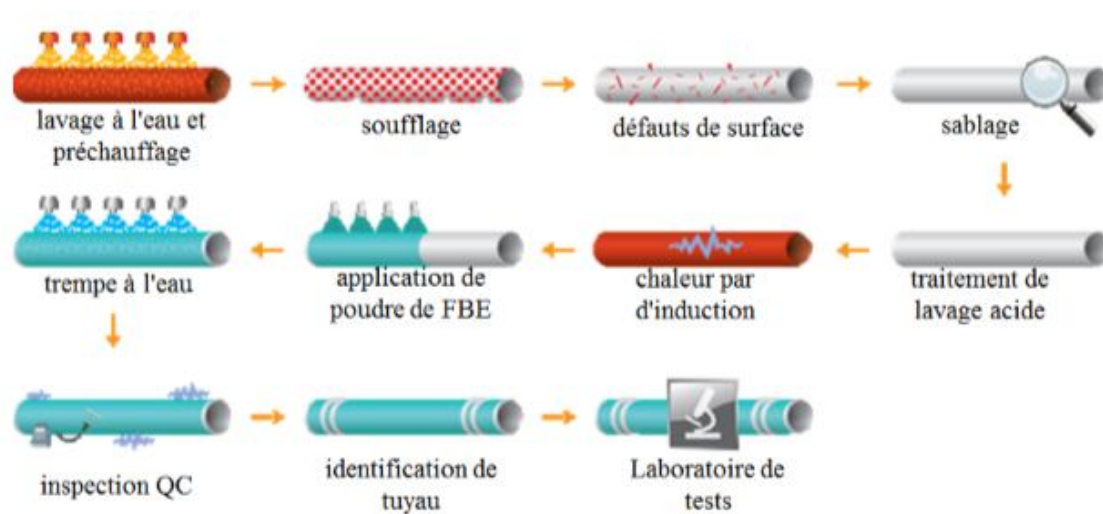 lavage à l'eau et
préchauffage
soufflage
défauts de surface
sablage
trempe à l'eau
application de
poudre de FBE
chaleur par
d'induction
traitement de
lavage acide
inspection QC
identification de
tuyau
Laboratoire de
tests